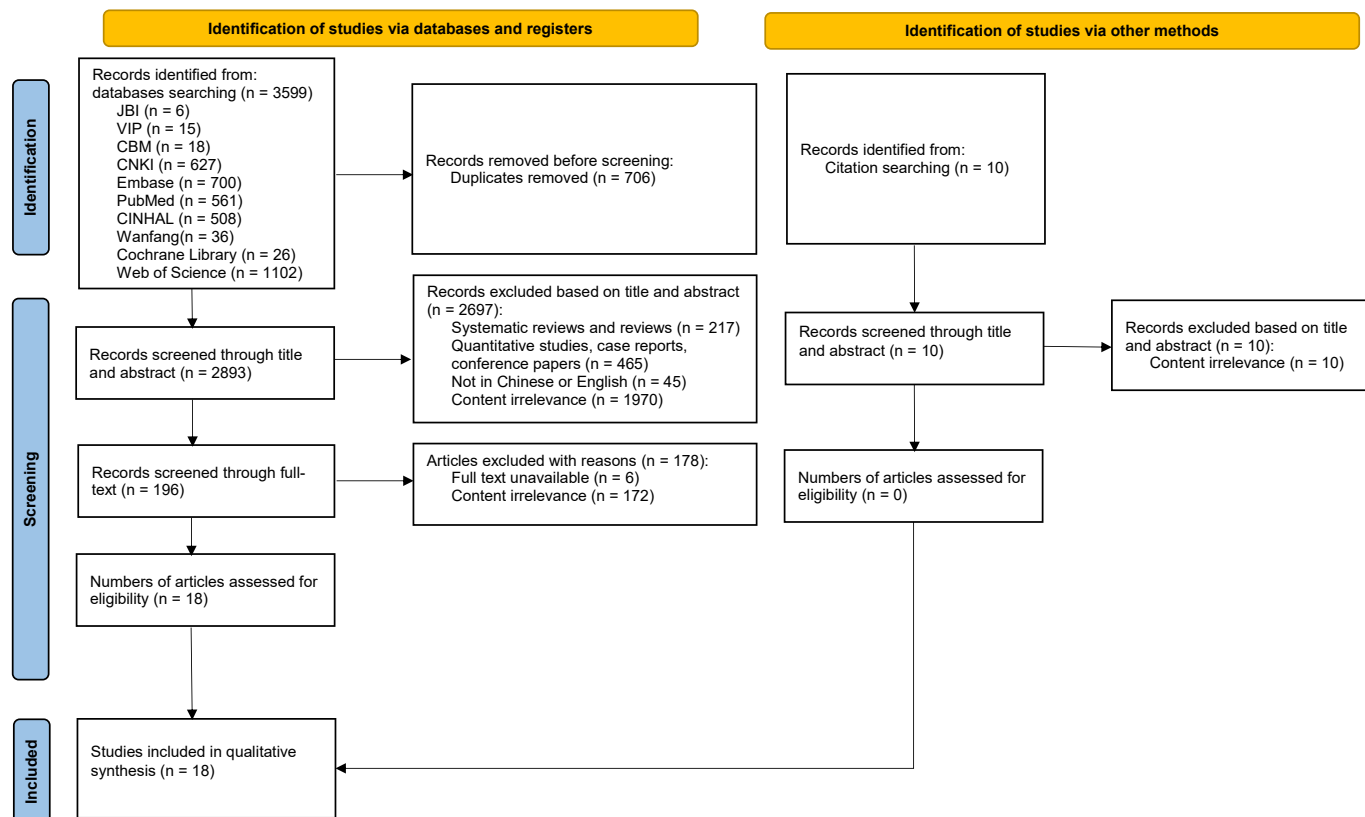 Identification of studies via databases and registers
Identification of studies via other methods
Identification
Records identified from:
databases searching (n = 3599)
JBI (n = 6)
VIP (n = 15)
CBM (n = 18)
CNKI (n = 627)
Embase (n = 700)
PubMed (n = 561)
CINHAL (n = 508)
Wanfang(n = 36)
Cochrane Library (n = 26)
Web of Science (n = 1102)
Records removed before screening:
Duplicates removed (n = 706)
Records identified from:
Citation searching (n = 10)
Screening
Records screened through title
and abstract (n = 2893)
Records excluded based on title and abstract
(n = 2697):
Systematic reviews and reviews (n = 217)
Quantitative studies, case reports,
conference papers (n = 465)
Not in Chinese or English (n = 45)
Content irrelevance (n = 1970)
Records screened through title
and abstract (n = 10)
Records excluded based on title
and abstract (n = 10):
Content irrelevance (n = 10)
Records screened through full-
text (n = 196)
Articles excluded with reasons (n = 178):
Full text unavailable (n = 6)
Content irrelevance (n = 172)
Numbers of articles assessed for
eligibility (n = 0)
Numbers of articles assessed for
eligibility (n = 18)
Included
Studies included in qualitative
synthesis (n = 18)